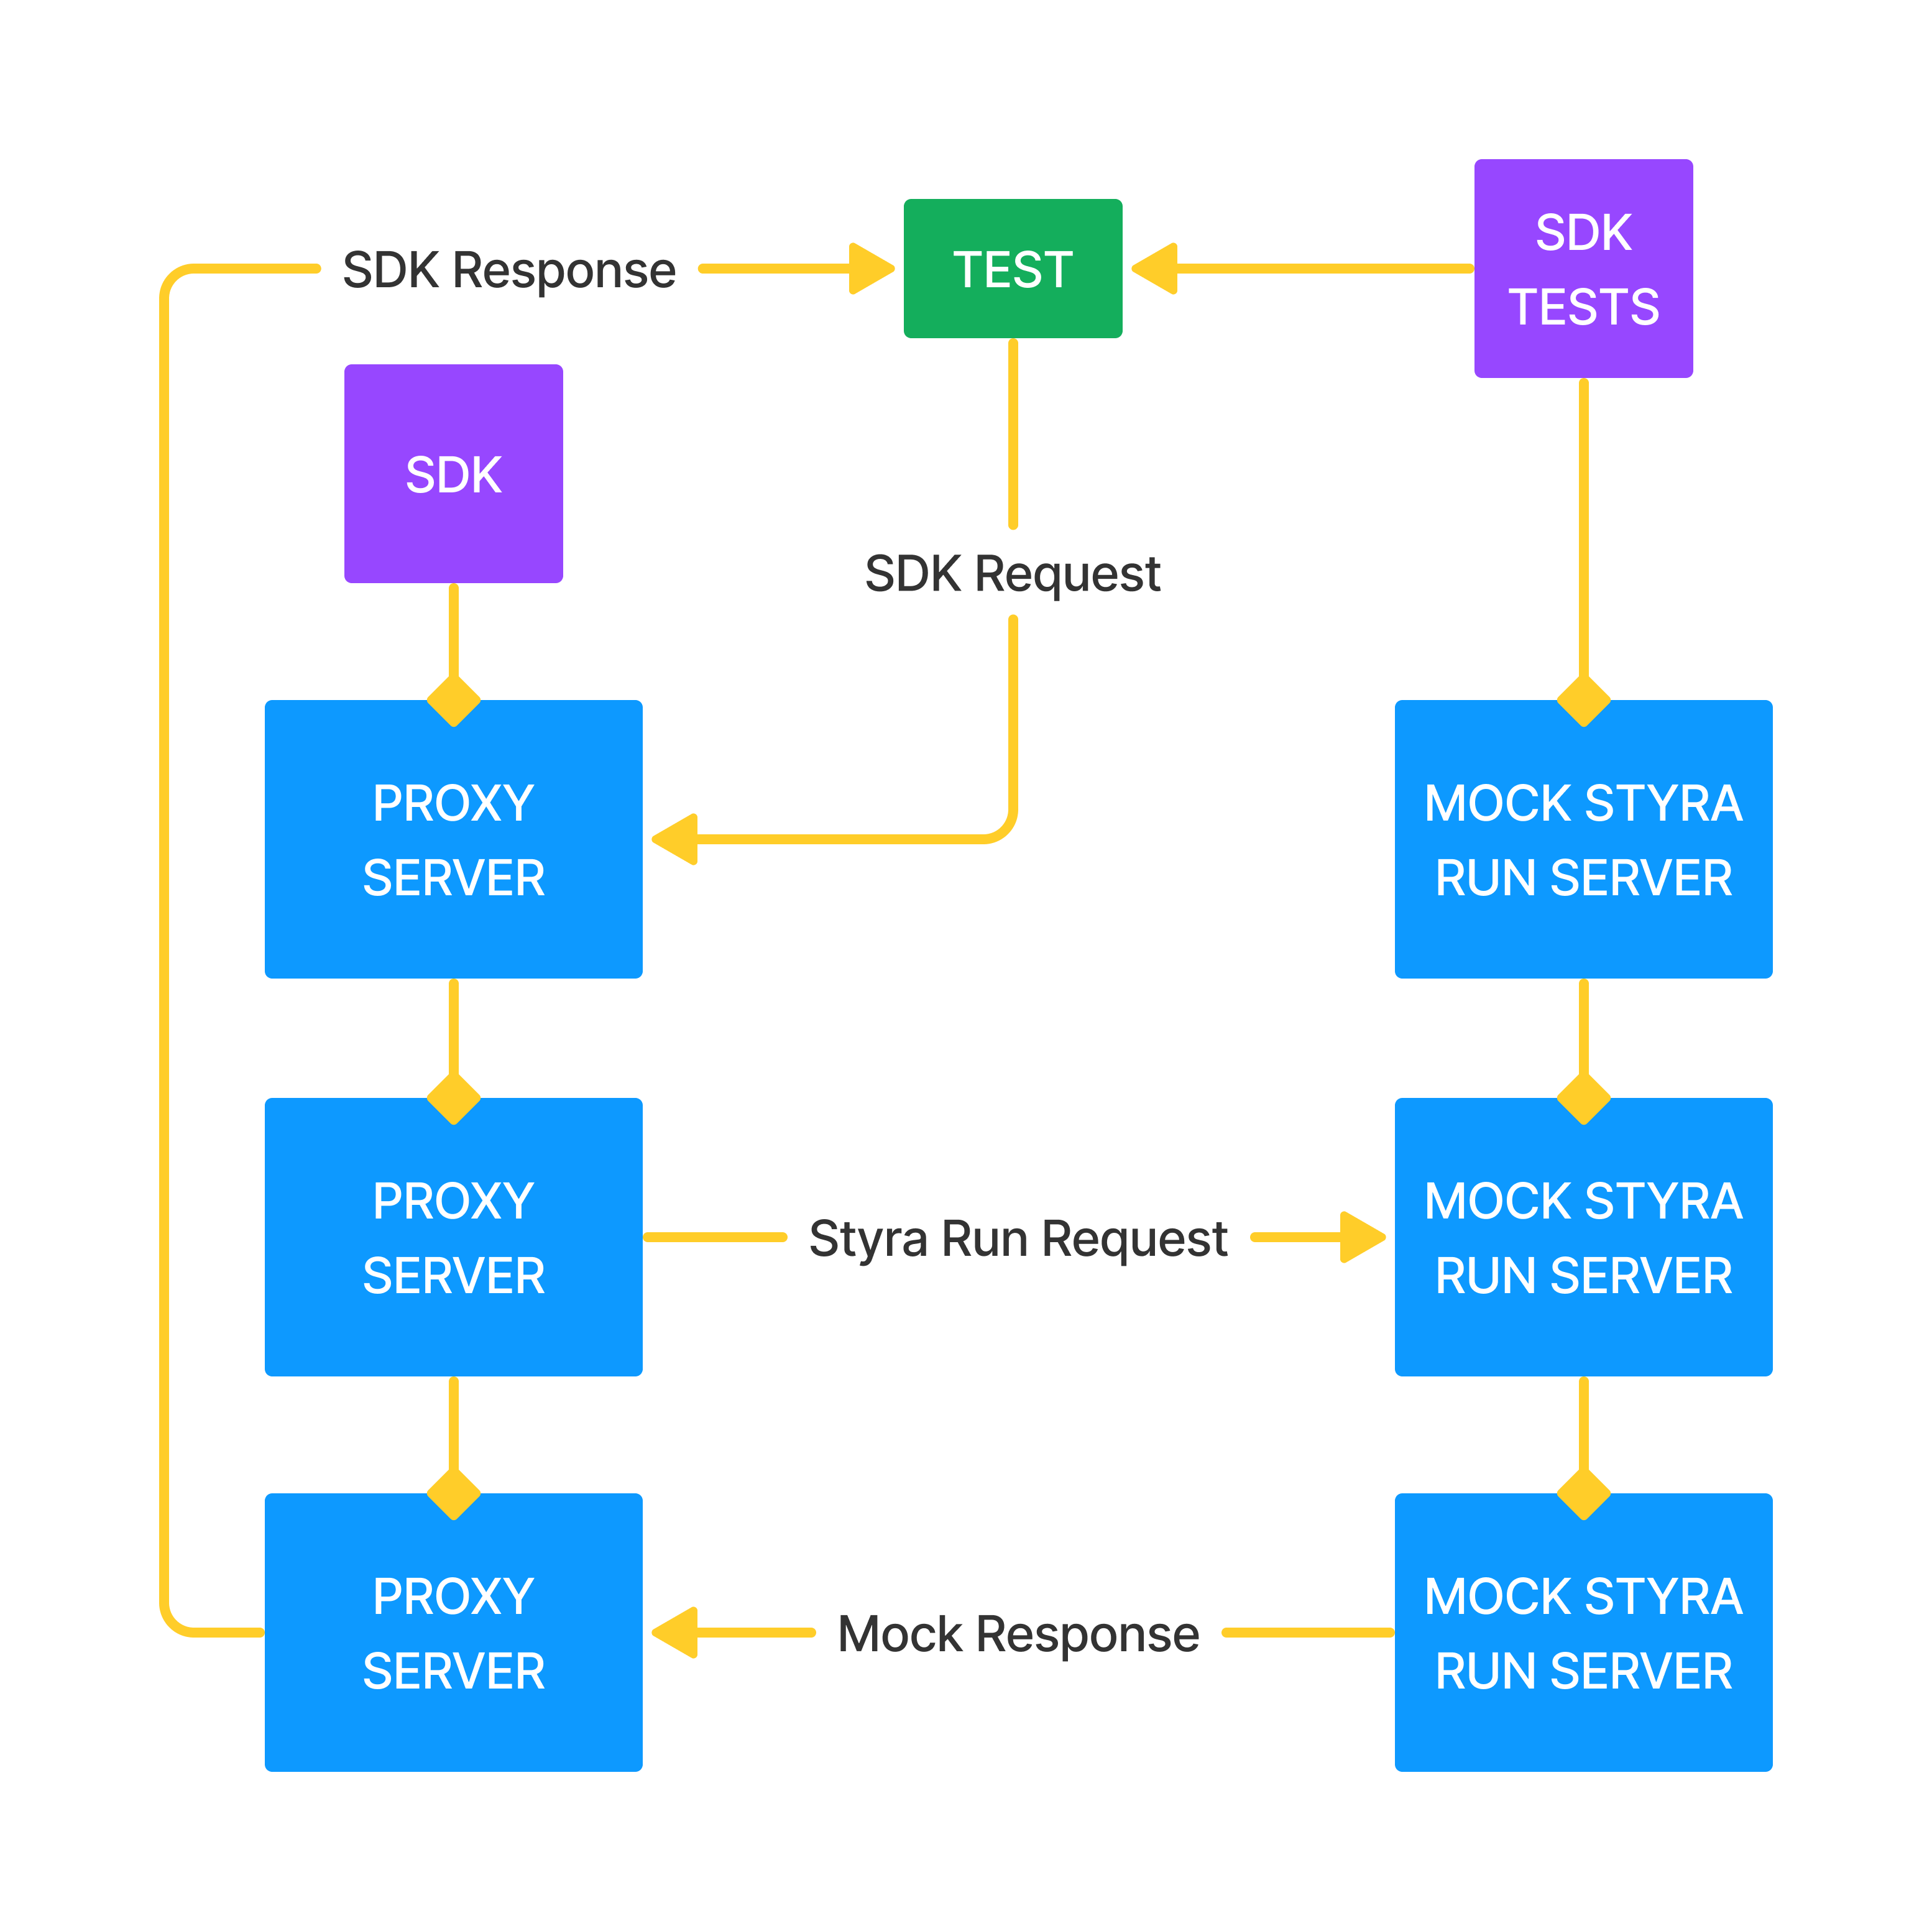 SDK Response
TEST
SDK
TESTS
SDK
SDK Request
PROXY
SERVER
MOCK STYRA
RUN SERVER
PROXY
SERVER
Styra Run Request
MOCK STYRA
RUN SERVER
PROXY
SERVER
Mock Response
MOCK STYRA
RUN SERVER